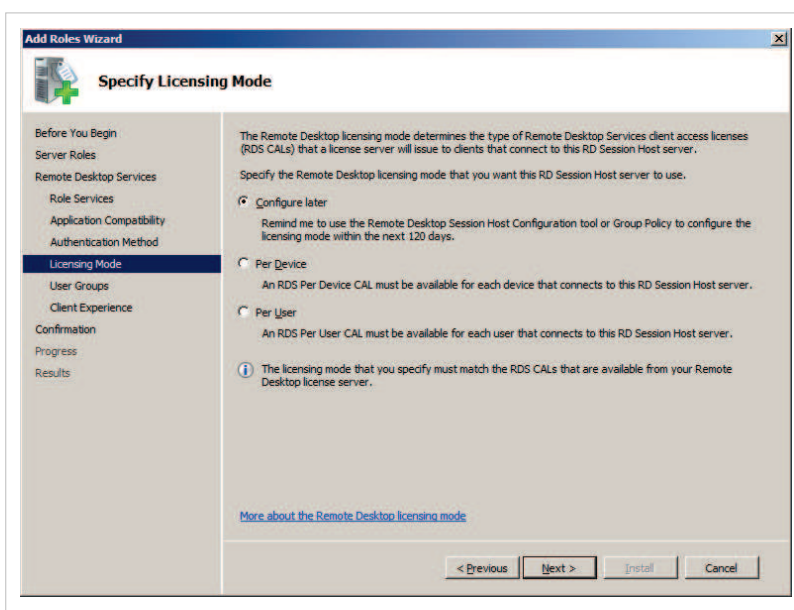 Add Roles Wizard
Specify Licensing Mode
Before You Begin
Server Roles
Remote Desktop Services
Role Services
Application Compatibility
Authentication Method
Licensing Mode
User Groups
Client Experience
Confirmation
Progress
Results
The Remote Desktop licensing mode determines the type of Remote Desktop Services client access licenses
(RDS CALs) that a license server will issue to clients that connect to this RD Session Host server.
Specify the Remote Desktop licensing mode that you want this RD Session Host server to use.
Configure later
Remind me to use the Remote Desktop Session Host Configuration tool or Group Policy to configure the
licensing mode within the next 120 days.
Per Device
An RDS Per Device CAL must be available for each device that connects to this RD Session Host server.
Per User
An RDS Per User CAL must be available for each user that connects to this RD Session Host server.
The licensing mode that you specify must match the RDS CALs that are available from your Remote
Desktop license server.
More about the Remote Desktop licensing mode
< Previous
Next >
Install
Cancel